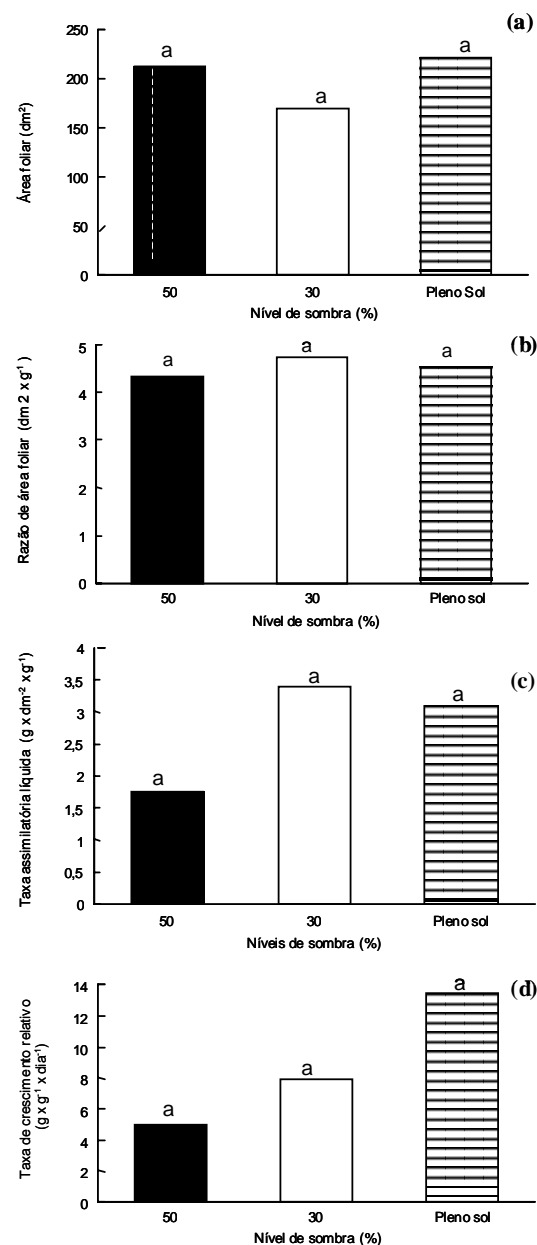 (a)
250
200
150
100
50
0
Área foliar (dm²)
a
a
a
50
30
Pleno Sol
Nível de sombra (%)
(b)
5
4
3
2
1
0
Razão de área foliar (dm 2 x g⁻¹)
a
a
a
50
30
Pleno sol
Nível de sombra (%)
(c)
4
3,5
3
2,5
2
1,5
1
0,5
0
Taxa assimilatória líquida (g x dm⁻² x g⁻¹)
a
a
a
50
30
Pleno sol
Níveis de sombra (%)
(d)
14
12
10
8
6
4
2
0
Taxa de crescimento relativo
(g x g⁻¹ x dia⁻¹)
a
a
a
50
30
Pleno sol
Nível de sombra (%)